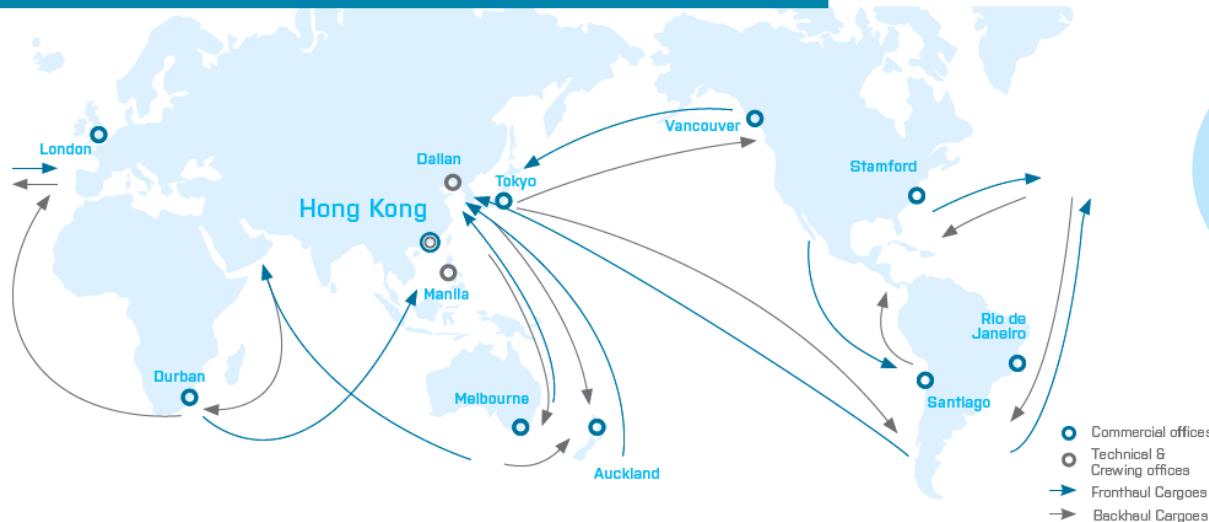 Vancouver
London
Stamford
Dalian
Tokyo
Hong Kong
Manila
Rio de
Janeiro
Durban
Melbourne
Santiago
Auckland
Commercial offices
Technical &
Crewing offices
Fronthaul Cargoes
Backhaul Cargoes